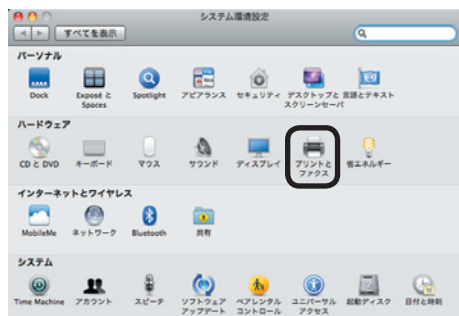 システム環境設定
すべてを表示
パーソナル
Dock
Exposé と
Spaces
Spotlight
アピアランス
セキュリティ
デスクトップと
スクリーンセーバ
言語とテキスト
ハードウェア
CD と DVD
キーボード
マウス
サウンド
ディスプレイ
プリントと
ファクス
省エネルギー
インターネットとワイヤレス
MobileMe
ネットワーク
Bluetooth
共有
システム
Time Machine
アカウント
スピーチ
ソフトウェア
アップデート
ペアレンタル
コントロール
ユニバーサル
アクセス
起動ディスク
日付と時刻